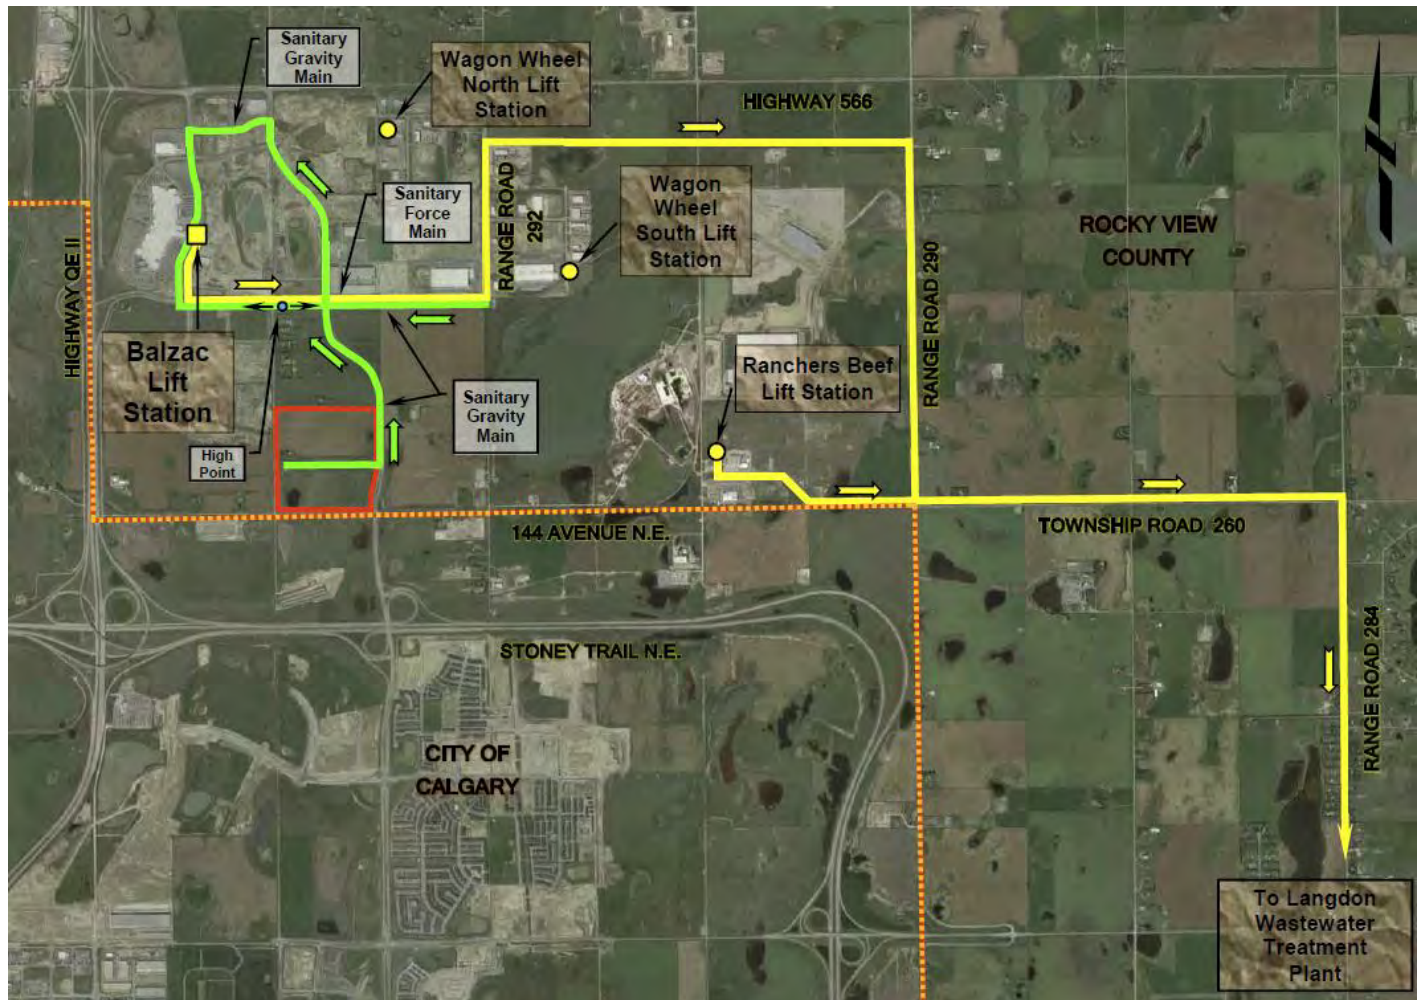 Sanitary
Gravity
Main
Wagon Wheel
North Lift
Station
HIGHWAY 566
Sanitary
Force
Main
RANGE ROAD
292
Wagon
Wheel
South Lift
Station
RANGE ROAD 290
ROCKY VIEW
COUNTY
HIGHWAY QE II
Balzac
Lift
Station
High
Point
Sanitary
Gravity
Main
Ranchers Beef
Lift Station
144 AVENUE N.E.
TOWNSHIP ROAD 260
STONEY TRAIL N.E.
RANGE ROAD 284
CITY OF
CALGARY
To Langdon
Wastewater
Treatment
Plant